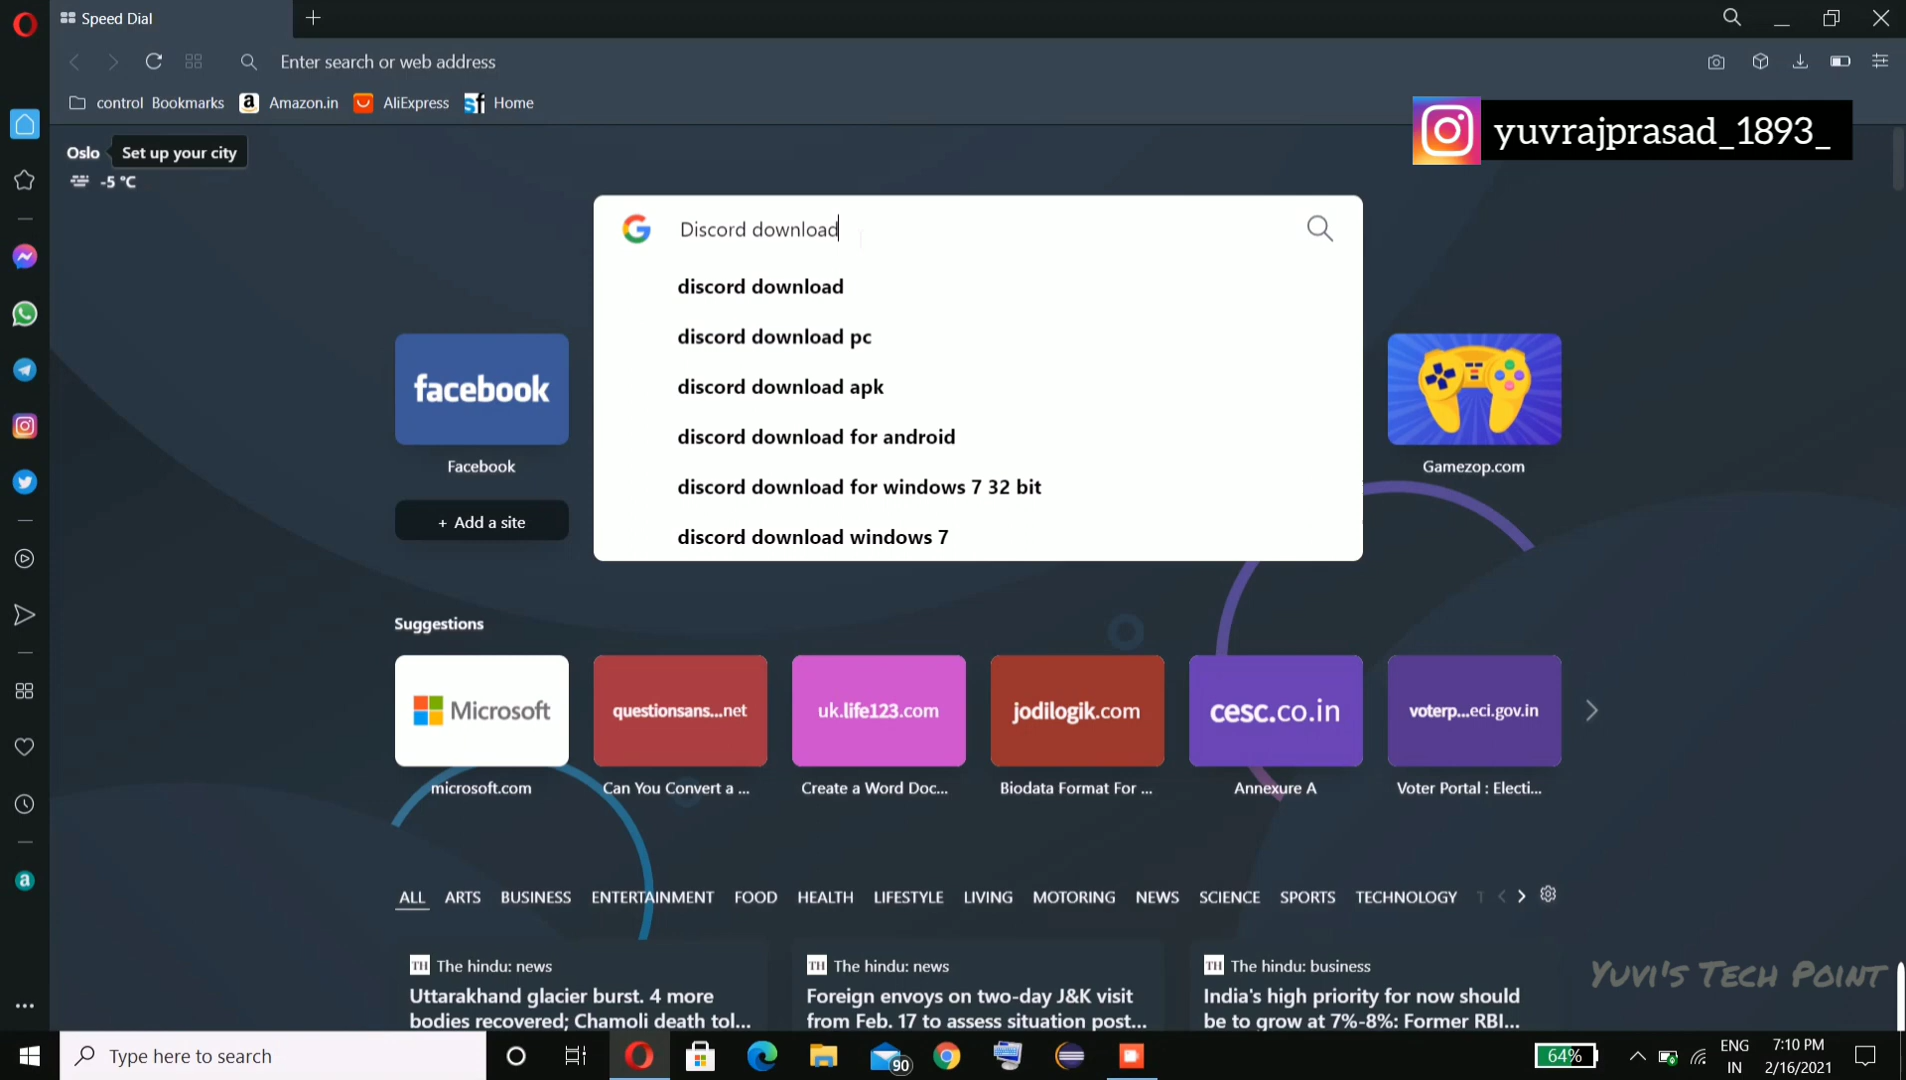 Speed Dial
Enter search or web address
control Bookmarks
Amazon.in
AliExpress
Home
yuvrajprasad_1893_
Oslo
Set up your city
-5 °C
Discord download
discord download
discord download pc
discord download apk
discord download for android
discord download for windows 7 32 bit
discord download windows 7
facebook
Facebook
Gamezop.com
+ Add a site
Suggestions
Microsoft
questionsans...net
uk.life123.com
jodilogik.com
cesc.co.in
voterp...eci.gov.in
microsoft.com
Can You Convert a ...
Create a Word Doc...
Biodata Format For ...
Annexure A
Voter Portal : Electi...
ALL ARTS BUSINESS ENTERTAINMENT FOOD HEALTH LIFESTYLE LIVING MOTORING NEWS SCIENCE SPORTS TECHNOLOGY T
TH The hindu: news
Uttarakhand glacier burst. 4 more
bodies recovered; Chamoli death tol...
TH The hindu: news
Foreign envoys on two-day J&K visit
from Feb. 17 to assess situation post...
TH The hindu: business
India's high priority for now should
be to grow at 7%-8%: Former RBI...
Yuvi's Tech Point
Type here to search
90
64%
ENG
IN
7:10 PM
2/16/2021